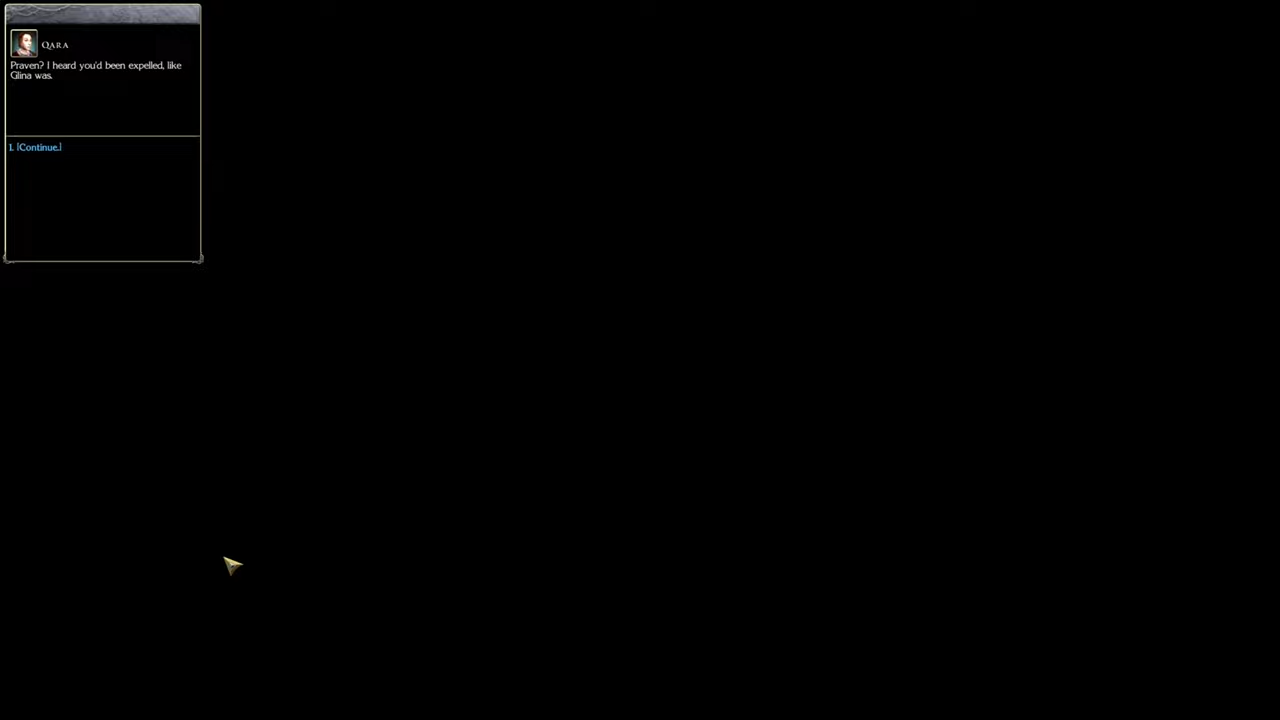 QARA
Praven? I heard you'd been expelled, like
Glina was.
1. [Continue.]